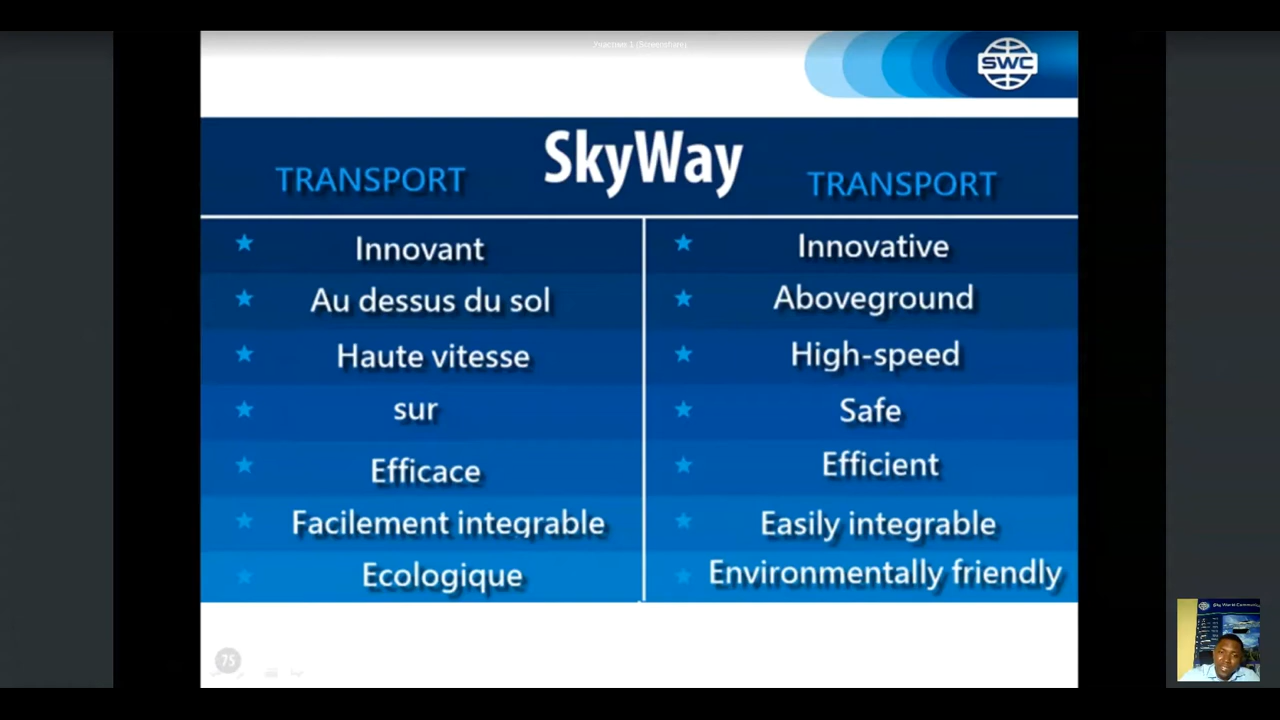 SWC
SkyWay
TRANSPORT
TRANSPORT
Innovant
Innovative
Au dessus du sol
Aboveground
Haute vitesse
High-speed
sur
Safe
Efficace
Efficient
Facilement integrable
Easily integrable
Ecologique
Environmentally friendly
75